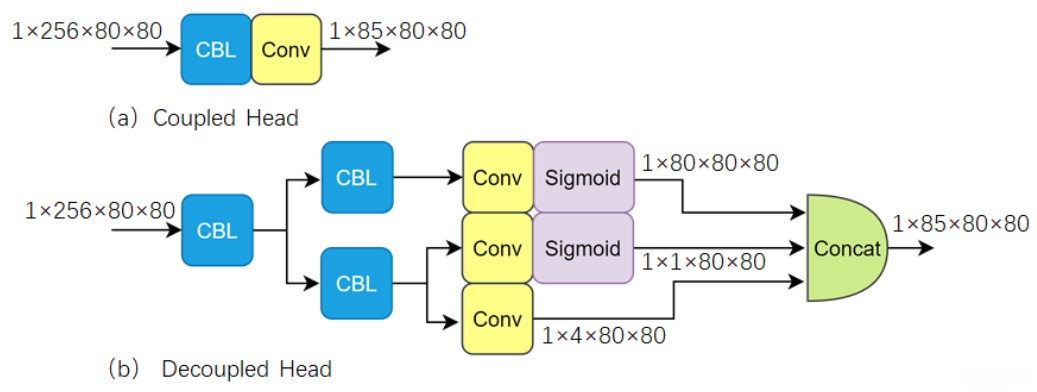 1×256×80×80
CBL
Conv
1×85×80×80
(a) Coupled Head
1×256×80×80
CBL
CBL
Conv
Sigmoid
1×80×80×80
CBL
Conv
Sigmoid
1×1×80×80
Conv
1×4×80×80
Concat
1×85×80×80
(b) Decoupled Head